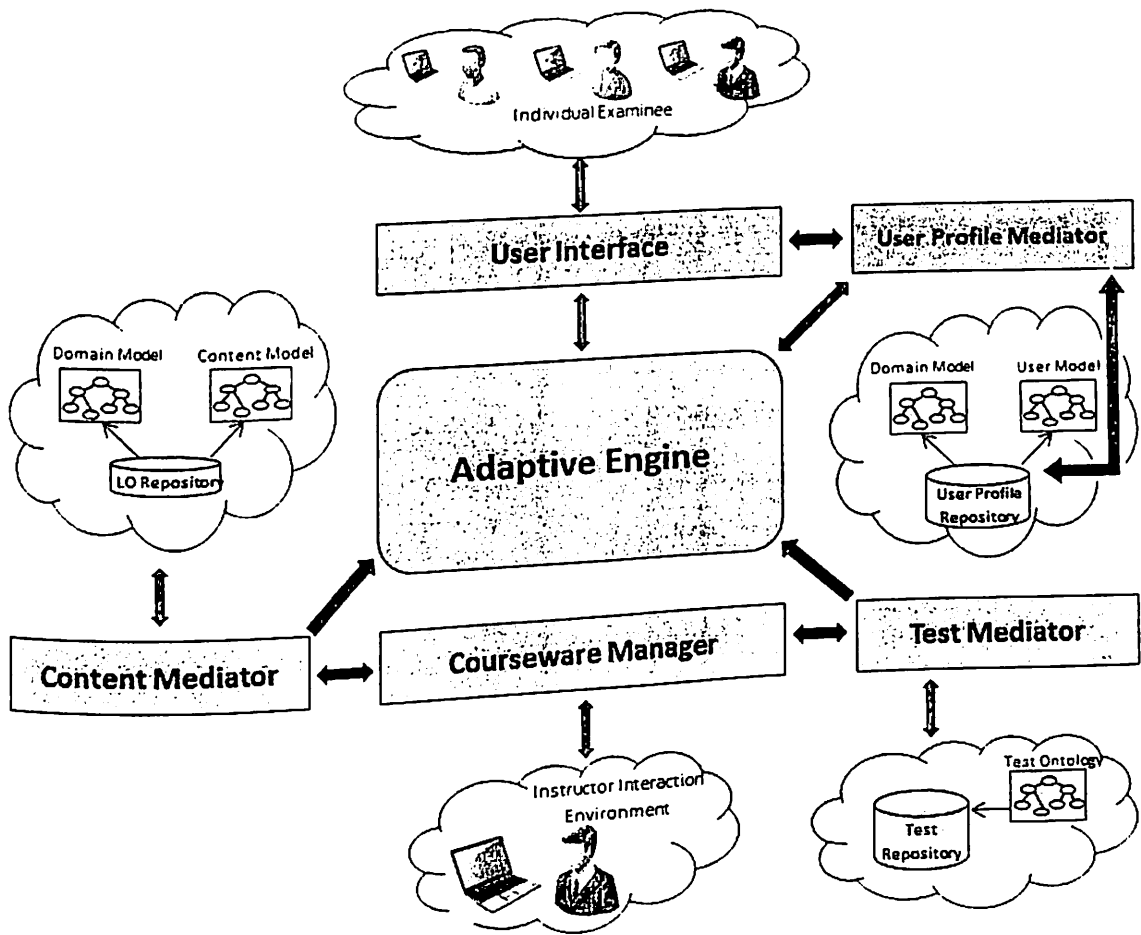 Individual Examinee
User Interface
User Profile Mediator
Domain Model
Content Model
LO Repository
Adaptive Engine
Domain Model
User Model
User Profila
Repository
Content Mediator
Courseware Manager
Test Mediator
Instructor Interaction
Environment
Test Ontology
Test
Repository